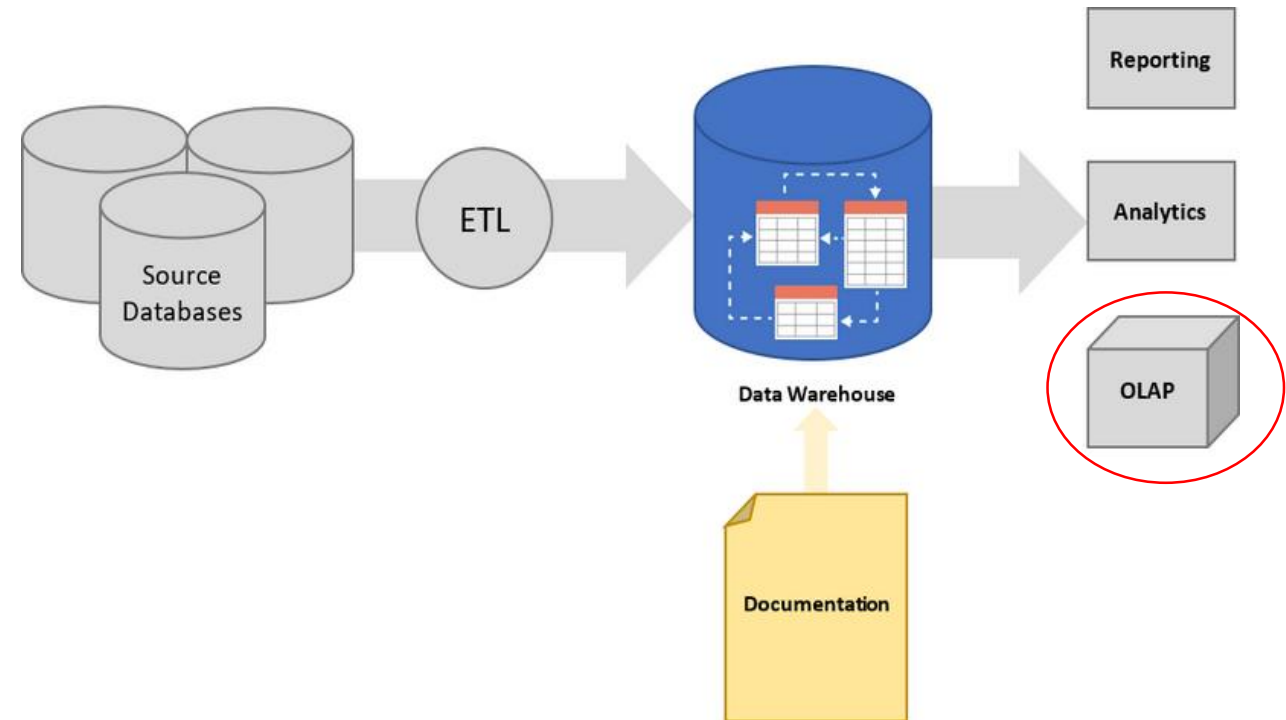 Source
Databases
ETL
Data Warehouse
Documentation
Reporting
Analytics
OLAP